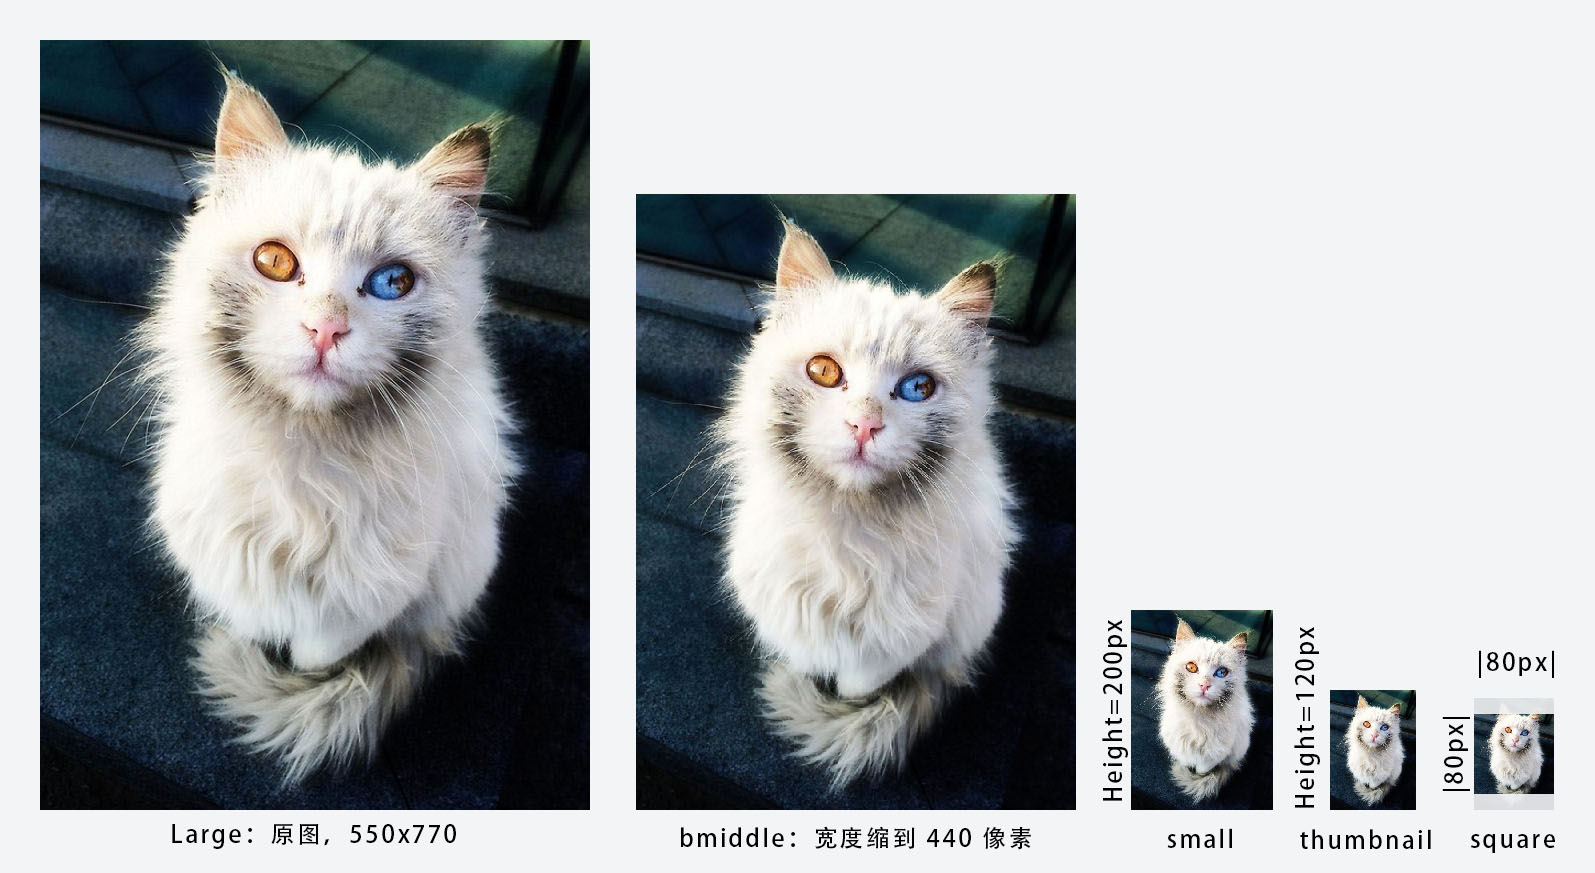 Large：原图，550x770
bmiddle：宽度缩到 440 像素
Height=200px
small
Height=120px
thumbnail
|80px|
|80px|
square